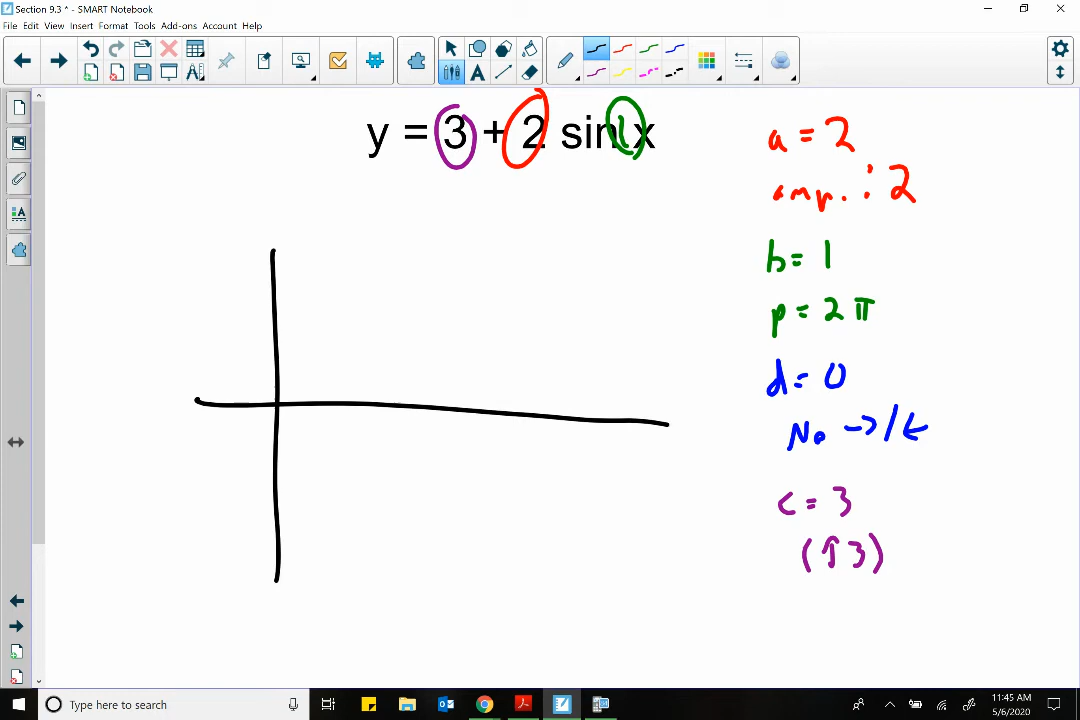 Section 9.3 * - SMART Notebook
File Edit View Insert Format Tools Add-ons Account Help
y = 3 + 2 sin 1x
a = 2
amp. : 2
b = 1
p = 2π
d = 0
No →/←
c = 3
(↑3)
Type here to search
11:45 AM
5/6/2020